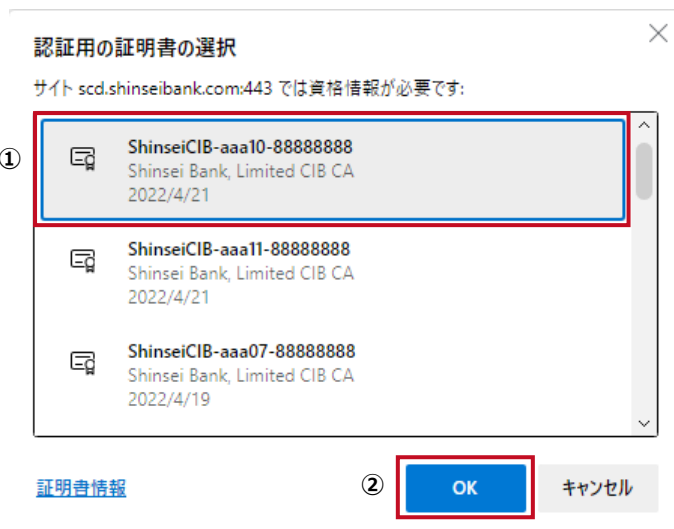 認証用の証明書の選択
サイト scd.shinseibank.com:443 では資格情報が必要です:
①
ShinseiCIB-aaa10-88888888
Shinsei Bank, Limited CIB CA
2022/4/21
ShinseiCIB-aaa11-88888888
Shinsei Bank, Limited CIB CA
2022/4/21
ShinseiCIB-aaa07-88888888
Shinsei Bank, Limited CIB CA
2022/4/19
証明書情報 ② OK キャンセル